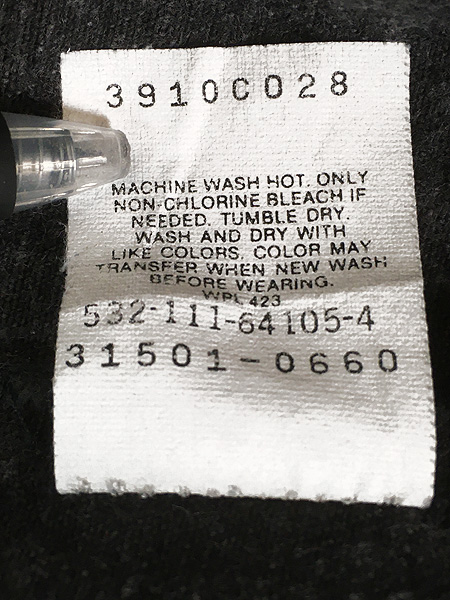 3910C028
MACHINE WASH HOT. ONLY
NON-CHLORINE BLEACH IF
NEEDED. TUMBLE DRY.
WASH AND DRY WITH
LIKE COLORS. COLOR MAY
TRANSFER WHEN NEW WASH
BEFORE WEARING.
WPL 423
532-111-64105-4
31501-0660